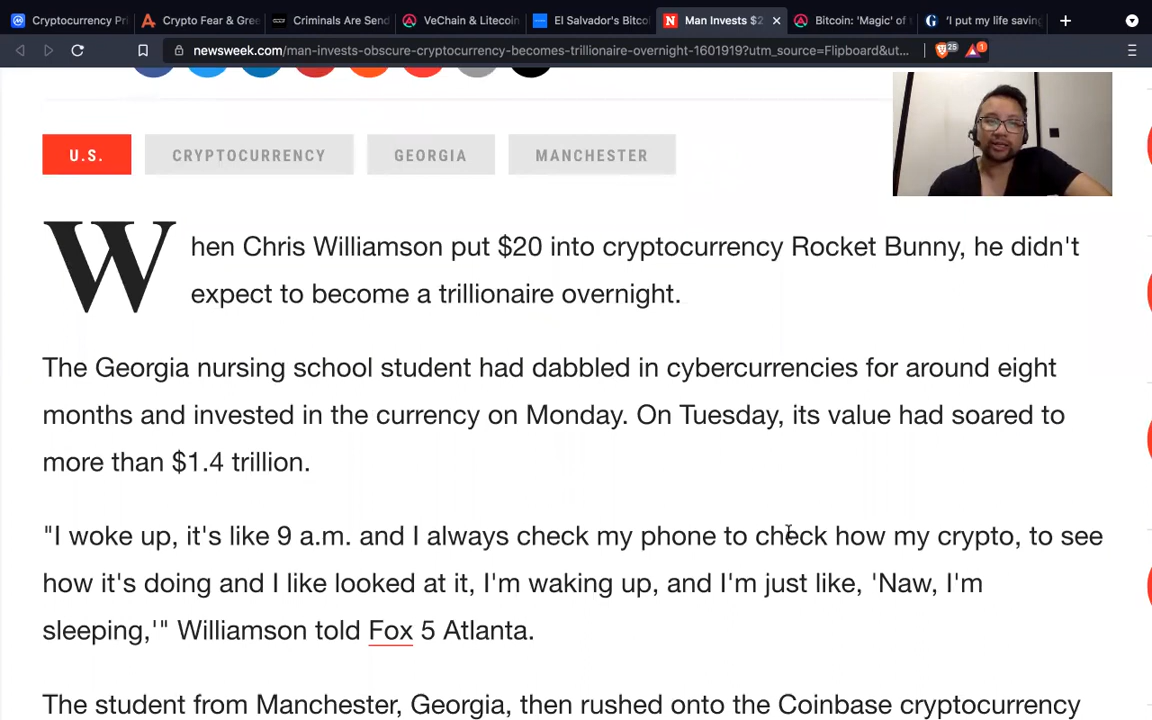 Cryptocurrency Pri
Crypto Fear & Gre
Criminals Are Send
VeChain & Litecoin
El Salvador's Bitco
Man Invests $2
Bitcoin: 'Magic' of
'I put my life saving
newsweek.com/man-invests-obscure-cryptocurrency-becomes-trillionaire-overnight-1601919?utm_source=Flipboard&ut...
25
1
U.S.
CRYPTOCURRENCY
GEORGIA
MANCHESTER
When Chris Williamson put $20 into cryptocurrency Rocket Bunny, he didn't
expect to become a trillionaire overnight.
The Georgia nursing school student had dabbled in cybercurrencies for around eight
months and invested in the currency on Monday. On Tuesday, its value had soared to
more than $1.4 trillion.
"I woke up, it's like 9 a.m. and I always check my phone to check how my crypto, to see
how it's doing and I like looked at it, I'm waking up, and I'm just like, 'Naw, I'm
sleeping,'" Williamson told Fox 5 Atlanta.
The student from Manchester, Georgia, then rushed onto the Coinbase cryptocurrency